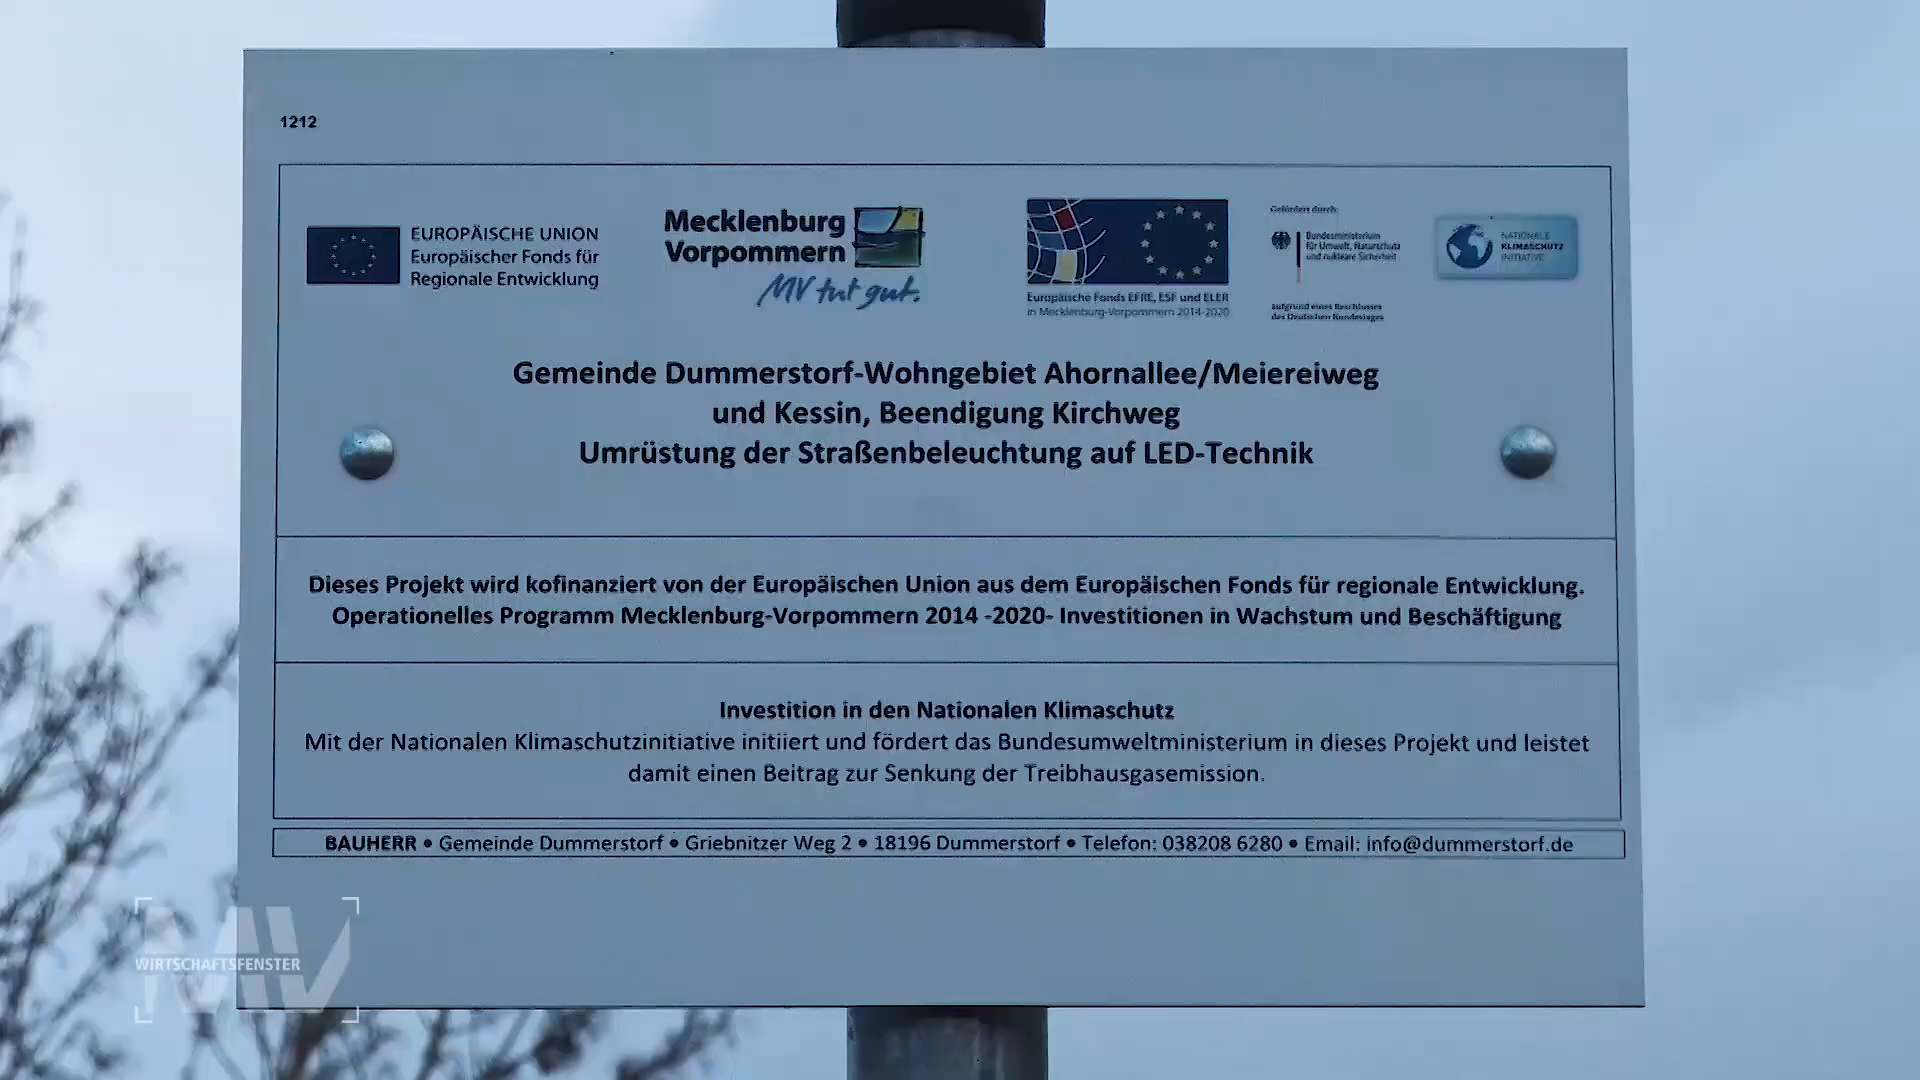 1212
EUROPÄISCHE UNION
Europäischer Fonds für
Regionale Entwicklung
Mecklenburg
Vorpommern
MV tut gut.
Europäische Fonds EFRE, ESF und ELER
in Mecklenburg-Vorpommern 2014-2020
Gefördert durch:
Bundesministerium
für Umwelt, Naturschutz
und nukleare Sicherheit
aufgrund eines Beschlusses
des Deutschen Bundestages
NATIONALE
KLIMASCHUTZ
INITIATIVE
Gemeinde Dummerstorf-Wohngebiet Ahornallee/Meiereiweg
und Kessin, Beendigung Kirchweg
Umrüstung der Straßenbeleuchtung auf LED-Technik
Dieses Projekt wird kofinanziert von der Europäischen Union aus dem Europäischen Fonds für regionale Entwicklung.
Operationelles Programm Mecklenburg-Vorpommern 2014 -2020- Investitionen in Wachstum und Beschäftigung
Investition in den Nationalen Klimaschutz
Mit der Nationalen Klimaschutzinitiative initiiert und fördert das Bundesumweltministerium in dieses Projekt und leistet
damit einen Beitrag zur Senkung der Treibhausgasemission.
BAUHERR • Gemeinde Dummerstorf • Griebnitzer Weg 2 • 18196 Dummerstorf • Telefon: 038208 6280 • Email: info@dummerstorf.de
MV
WIRTSCHAFTSFENSTER